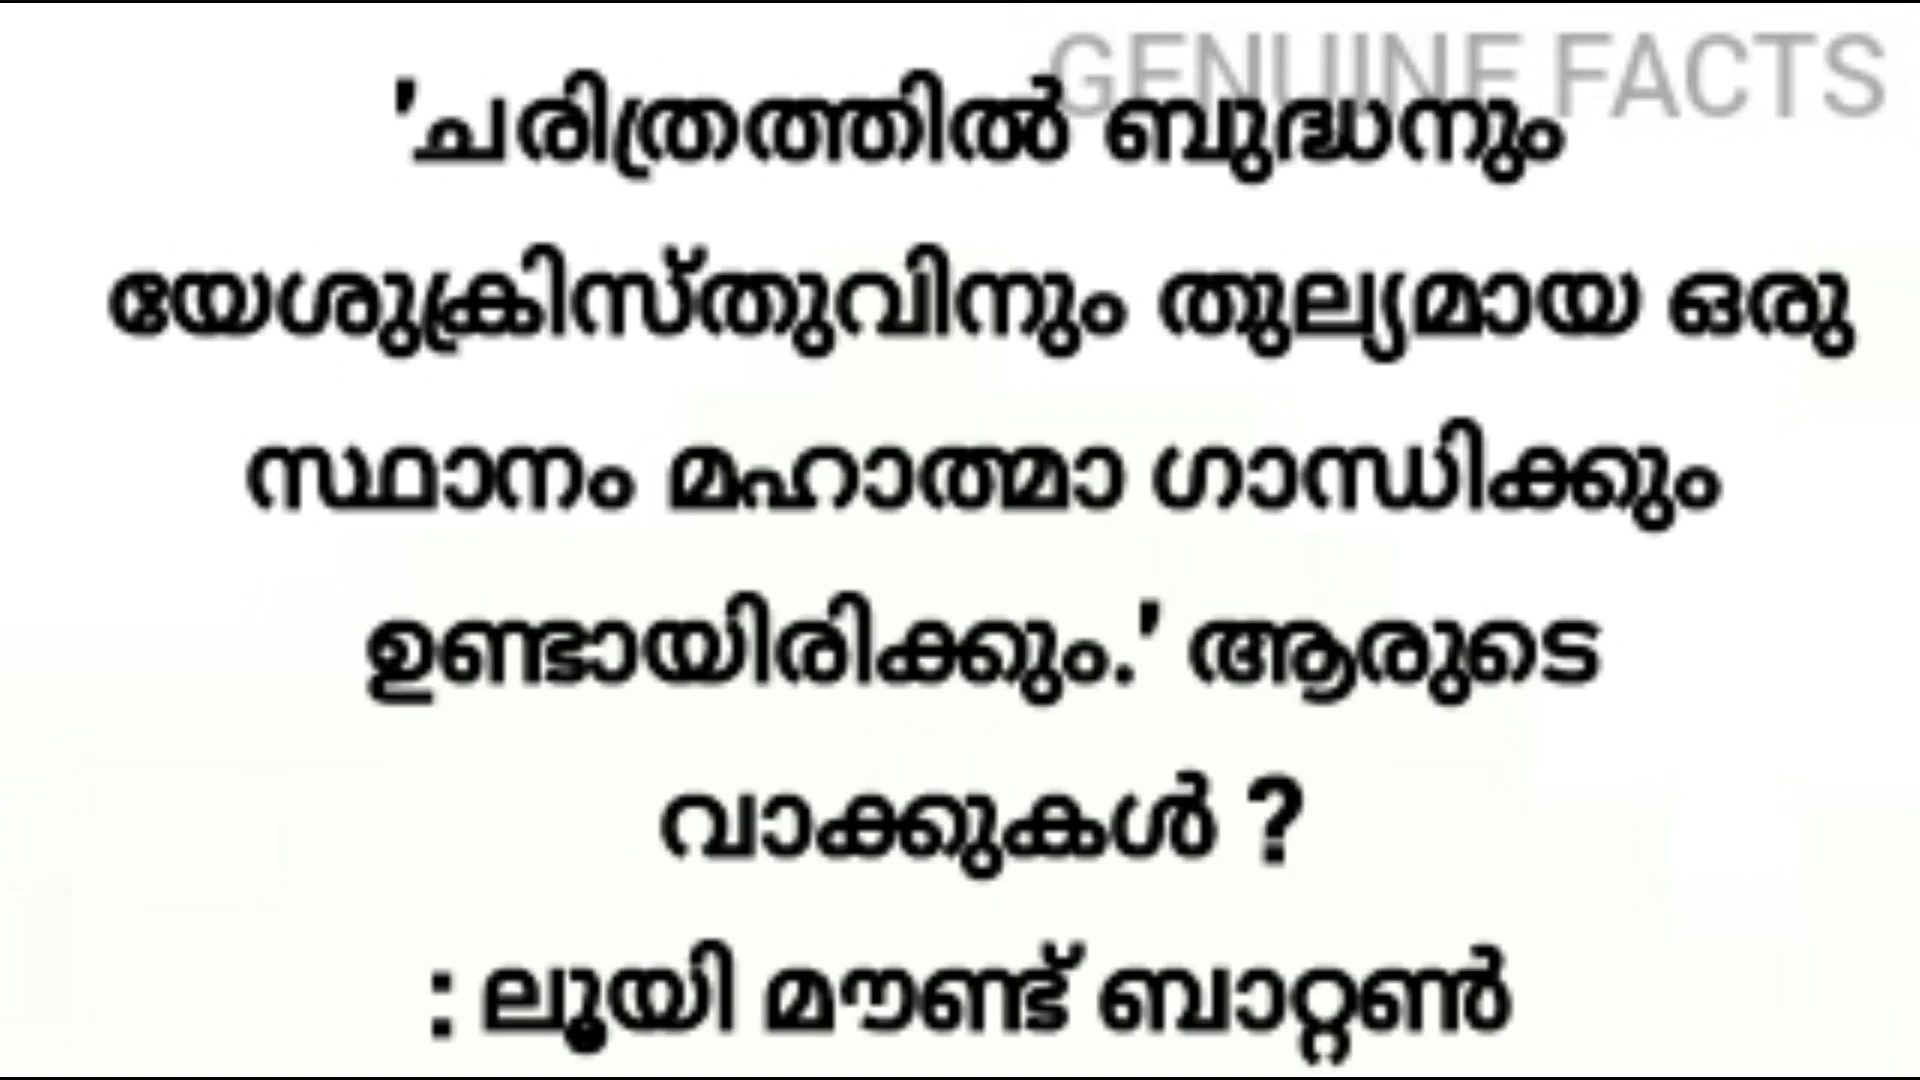 GENUINE FACTS
'ചരിത്രത്തിൽ ബുദ്ധനും
യേശുക്രിസ്തുവിനും തുല്യമായ ഒരു
സ്ഥാനം മഹാത്മാ ഗാന്ധിക്കും
ഉണ്ടായിരിക്കും.' ആരുടെ
വാക്കുകൾ ?
: ലൂയി മൗണ്ട് ബാറ്റൺ